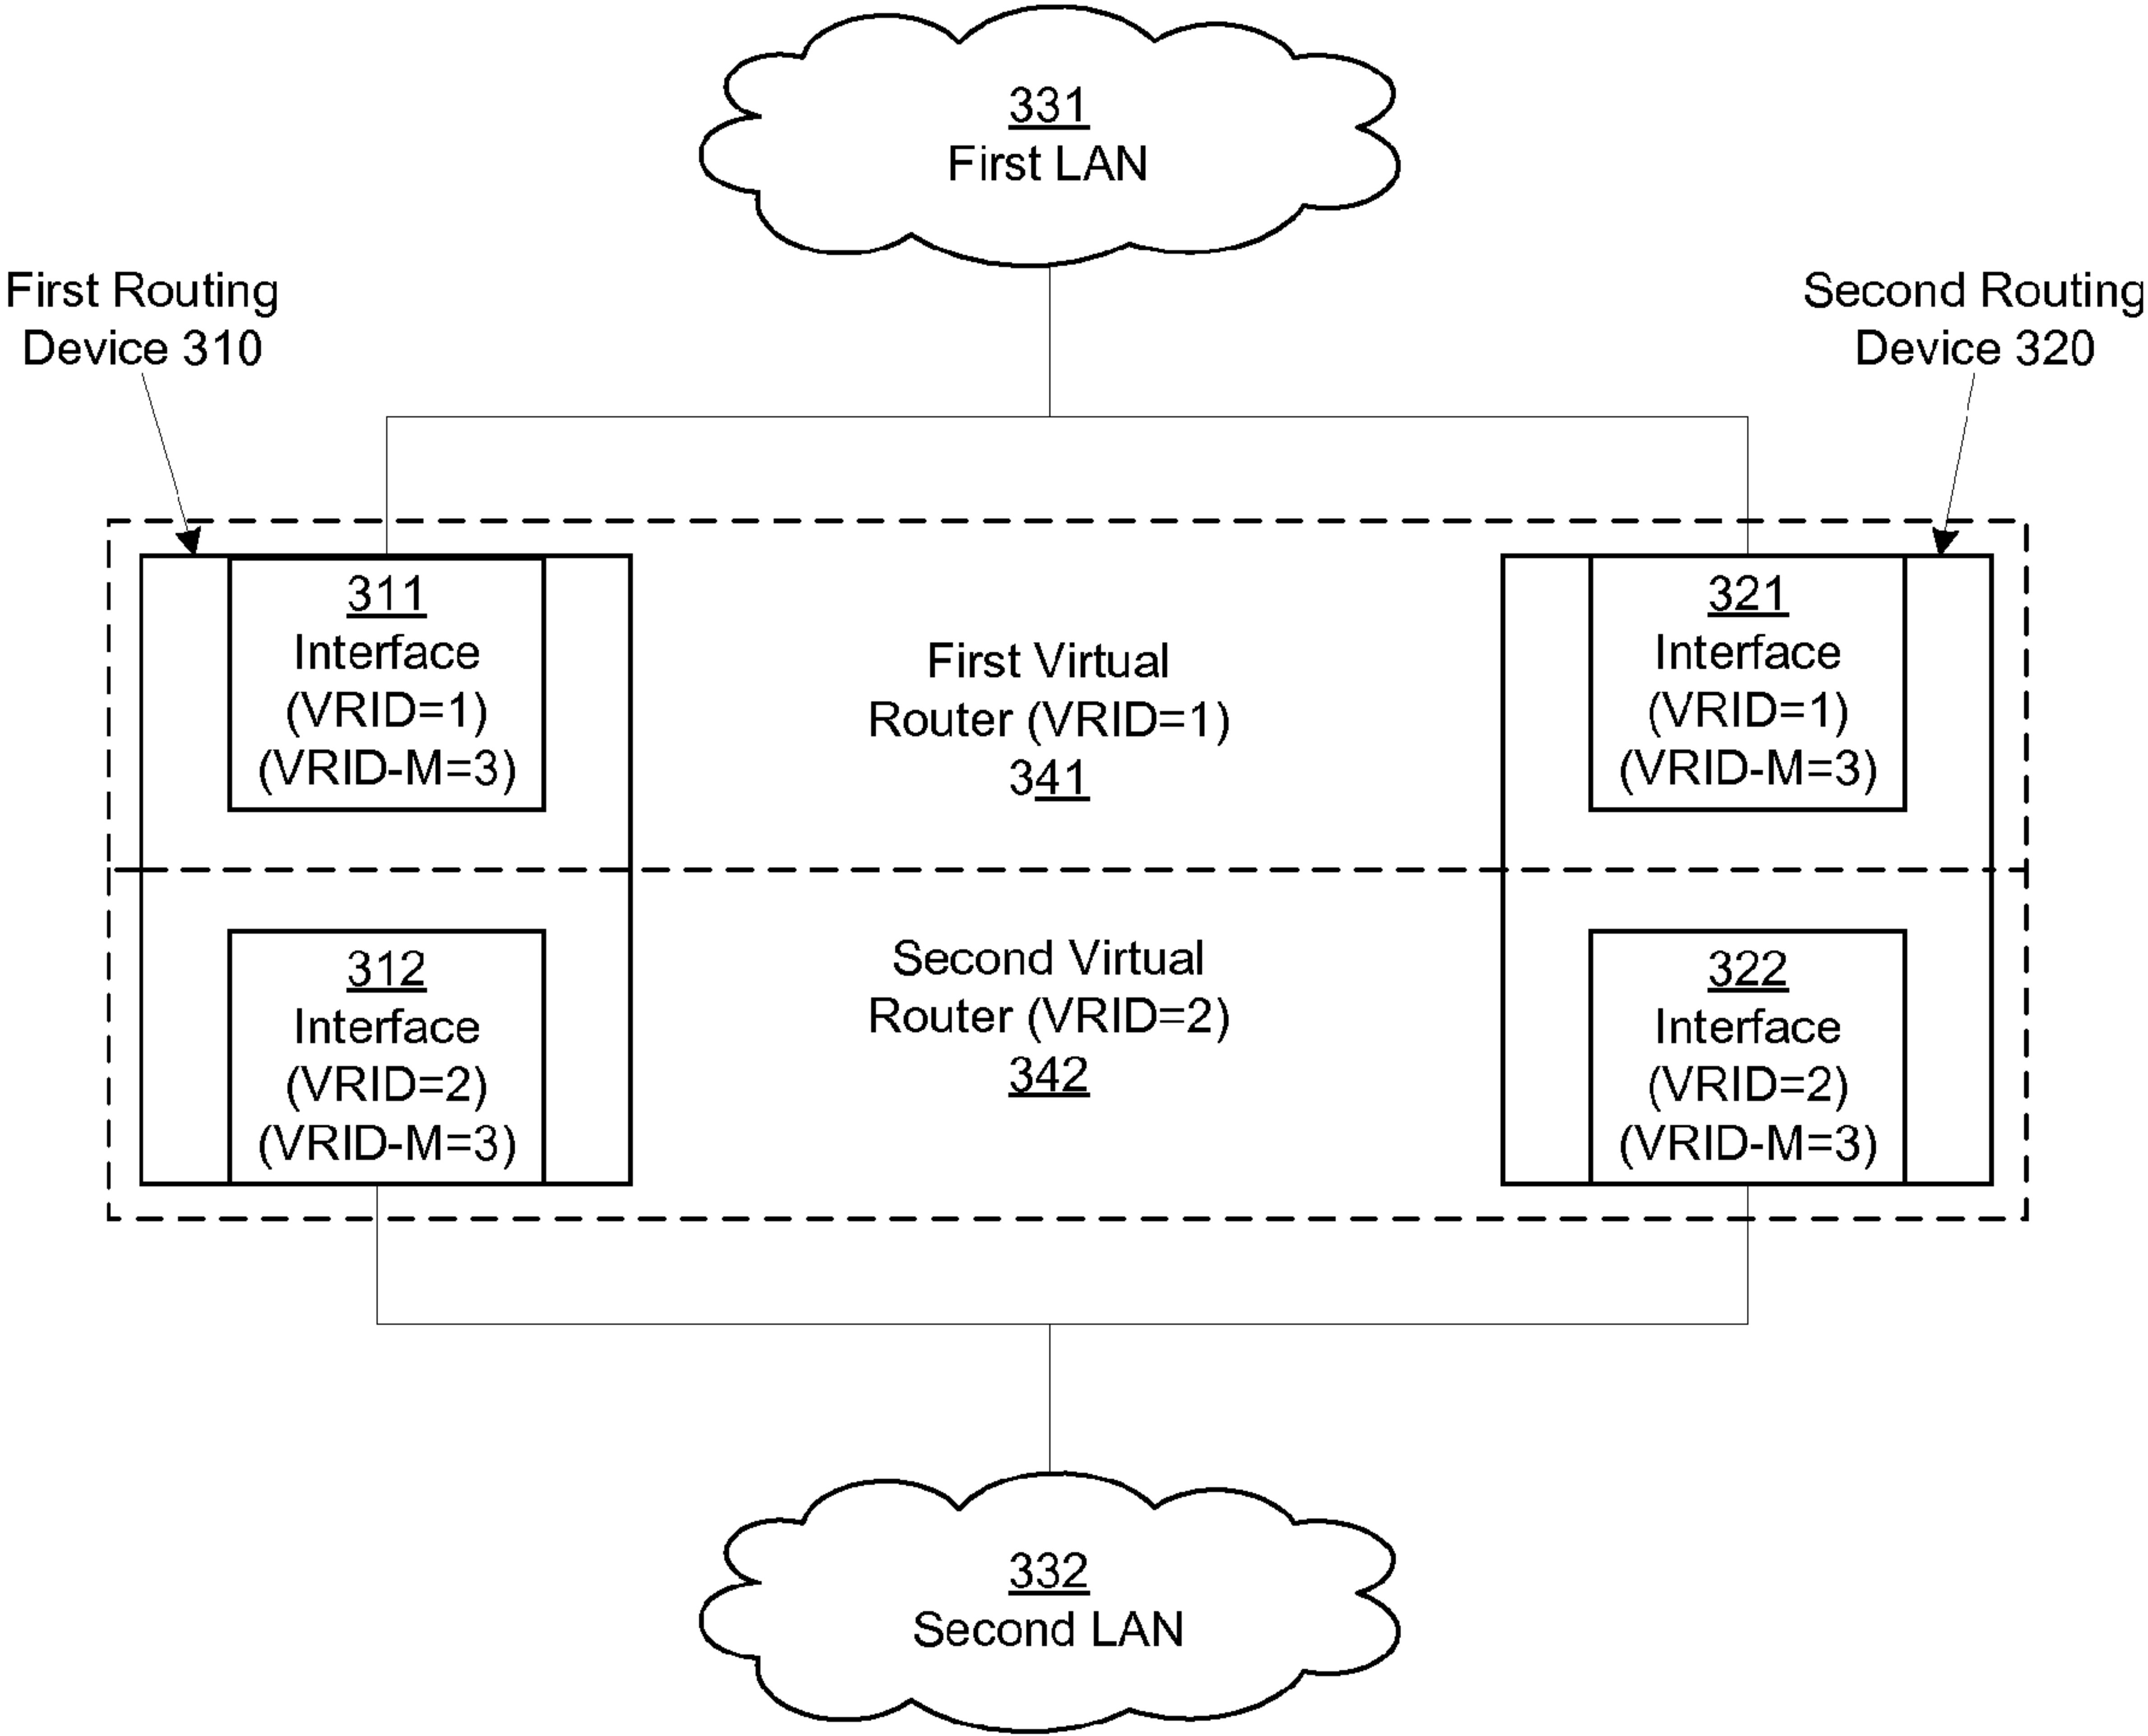 331
First LAN
First Routing
Device 310
Second Routing
Device 320
311
Interface
(VRID=1)
(VRID-M=3)
First Virtual
Router (VRID=1)
341
321
Interface
(VRID=1)
(VRID-M=3)
312
Interface
(VRID=2)
(VRID-M=3)
Second Virtual
Router (VRID=2)
342
322
Interface
(VRID=2)
(VRID-M=3)
332
Second LAN